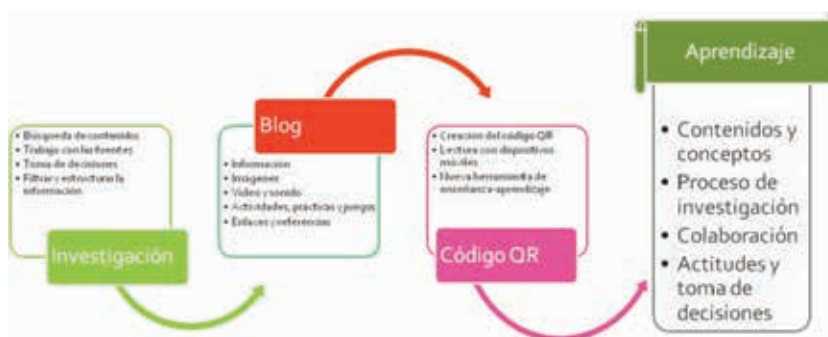 • Búsqueda de contenidos
• Trabajo con las fuentes
• Toma de decisiones
• Filtrar y estructurar la
información
Investigación
Blog
• Información
• Imágenes
• Video y sonido
• Actividades, prácticas y juegos
• Enlaces y referencias
• Creación del código QR
• Lectura con dispositivos
móviles
• Nueva herramienta de
enseñanza-aprendizaje
Código QR
Aprendizaje
• Contenidos y
conceptos
• Proceso de
investigación
• Colaboración
• Actitudes y
toma de
decisiones